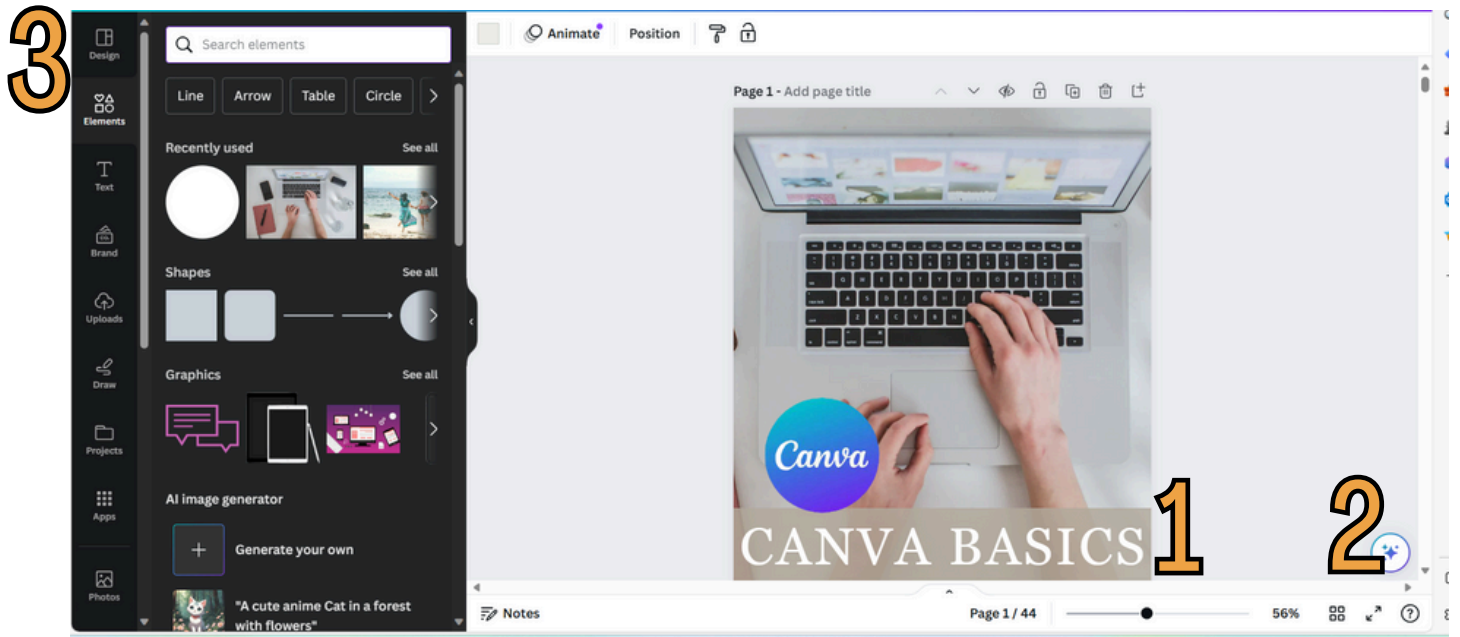 3
Design
Elements
Text
Brand
Uploads
Draw
Projects
Apps
Photos
Search elements
Line Arrow Table Circle
Recently used See all
Shapes See all
Graphics See all
AI image generator
Generate your own
"A cute anime Cat in a forest
with flowers"
Animate Position
Page 1 - Add page title
Canva
CANVA BASICS
1
2
Notes Page 1 / 44 56%